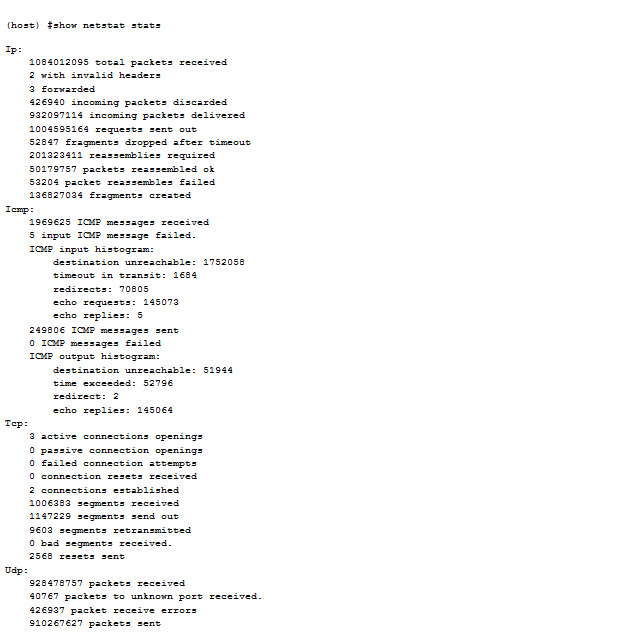 (host) $show netstat stats
Ip:
1084012095 total packets received
2 with invalid headers
3 forwarded
426940 incoming packets discarded
932097114 incoming packets delivered
1004595164 requests sent out
52847 fragments dropped after timeout
201323411 reassemblies required
50179757 packets reassembled ok
53204 packet reassembles failed
136827034 fragments created
Icmp:
1969625 ICMP messages received
5 input ICMP message failed.
ICMP input histogram:
destination unreachable: 1752058
timeout in transit: 1684
redirects: 70805
echo requests: 145073
echo replies: 5
249806 ICMP messages sent
0 ICMP messages failed
ICMP output histogram:
destination unreachable: 51944
time exceeded: 52796
redirect: 2
echo replies: 145064
Tcp:
3 active connections openings
0 passive connection openings
0 failed connection attempts
0 connection resets received
2 connections established
1006383 segments received
1147229 segments send out
9603 segments retransmitted
0 bad segments received.
2568 resets sent
Udp:
928478757 packets received
40767 packets to unknown port received.
426937 packet receive errors
910267627 packets sent